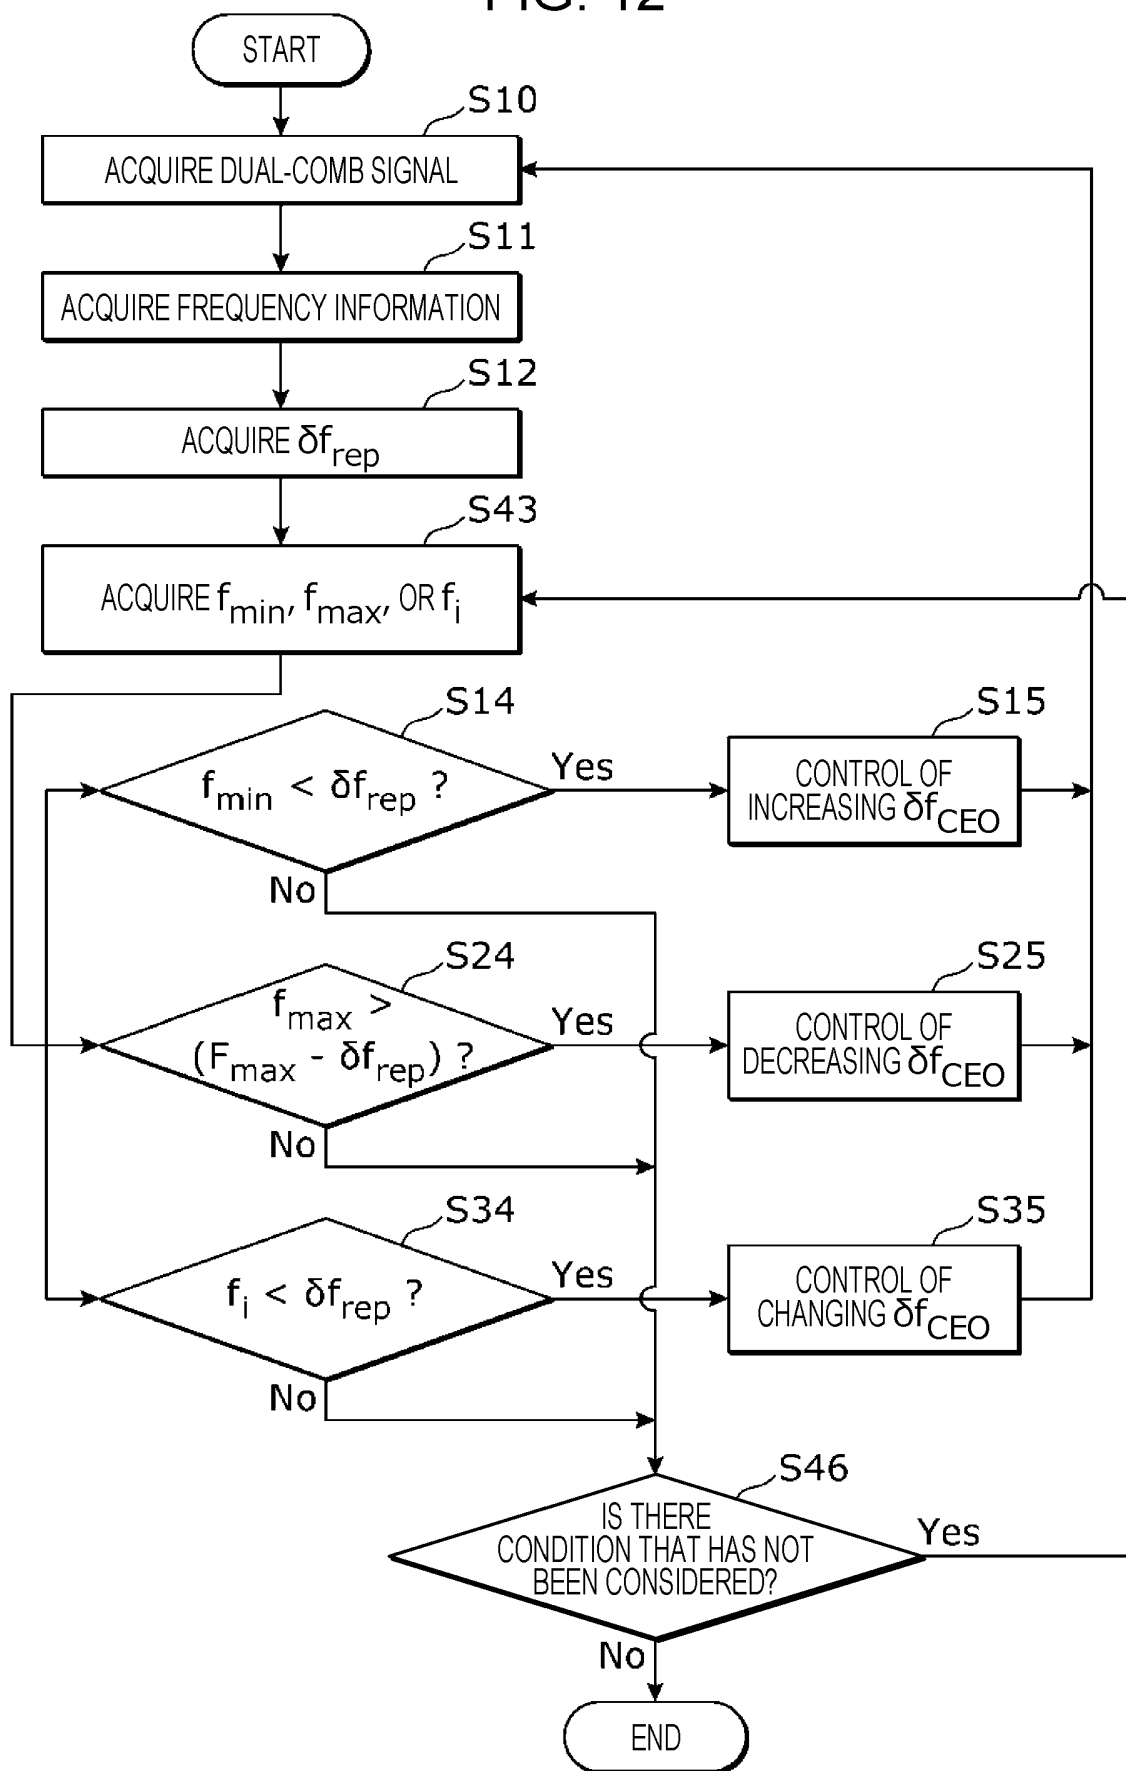 FIG. 12
START
S10
ACQUIRE DUAL-COMB SIGNAL
S11
ACQUIRE FREQUENCY INFORMATION
S12
ACQUIRE δfrep
S43
ACQUIRE fmin, fmax, OR fi
S14
fmin < δfrep ?
Yes
No
S15
CONTROL OF
INCREASING δfCEO
S24
fmax >
(Fmax - δfrep) ?
Yes
No
S25
CONTROL OF
DECREASING δfCEO
S34
fi < δfrep ?
Yes
No
S35
CONTROL OF
CHANGING δfCEO
S46
IS THERE
CONDITION THAT HAS NOT
BEEN CONSIDERED?
Yes
No
END